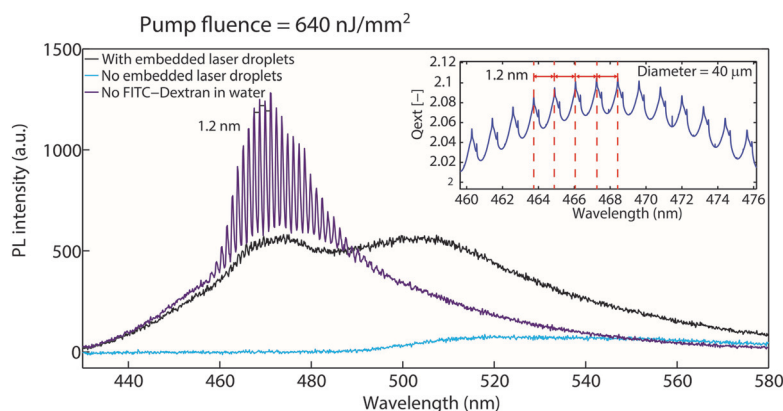 Pump fluence = 640 nJ/mm²
1500
1000
500
0
PL intensity (a.u.)
With embedded laser droplets
No embedded laser droplets
No FITC–Dextran in water
1.2 nm
440 460 480 500 520 540 560 580
Wavelength (nm)
2.12
2.1
2.08
2.06
2.04
2.02
2
Qext [–]
1.2 nm
Diameter = 40 μm
460 462 464 466 468 470 472 474 476
Wavelength (nm)